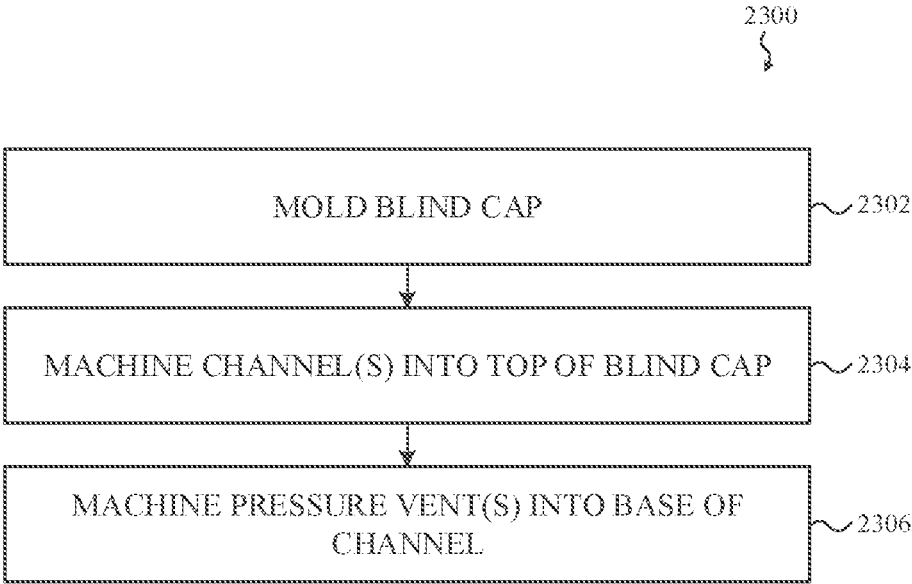 2300
MOLD BLIND CAP
2302
MACHINE CHANNEL(S) INTO TOP OF BLIND CAP
2304
MACHINE PRESSURE VENT(S) INTO BASE OF
CHANNEL
2306